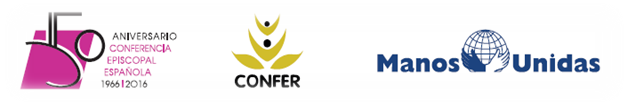 50 ANIVERSARIO
CONFERENCIA
EPISCOPAL
ESPAÑOLA
1966 | 2016
CONFER
Manos Unidas